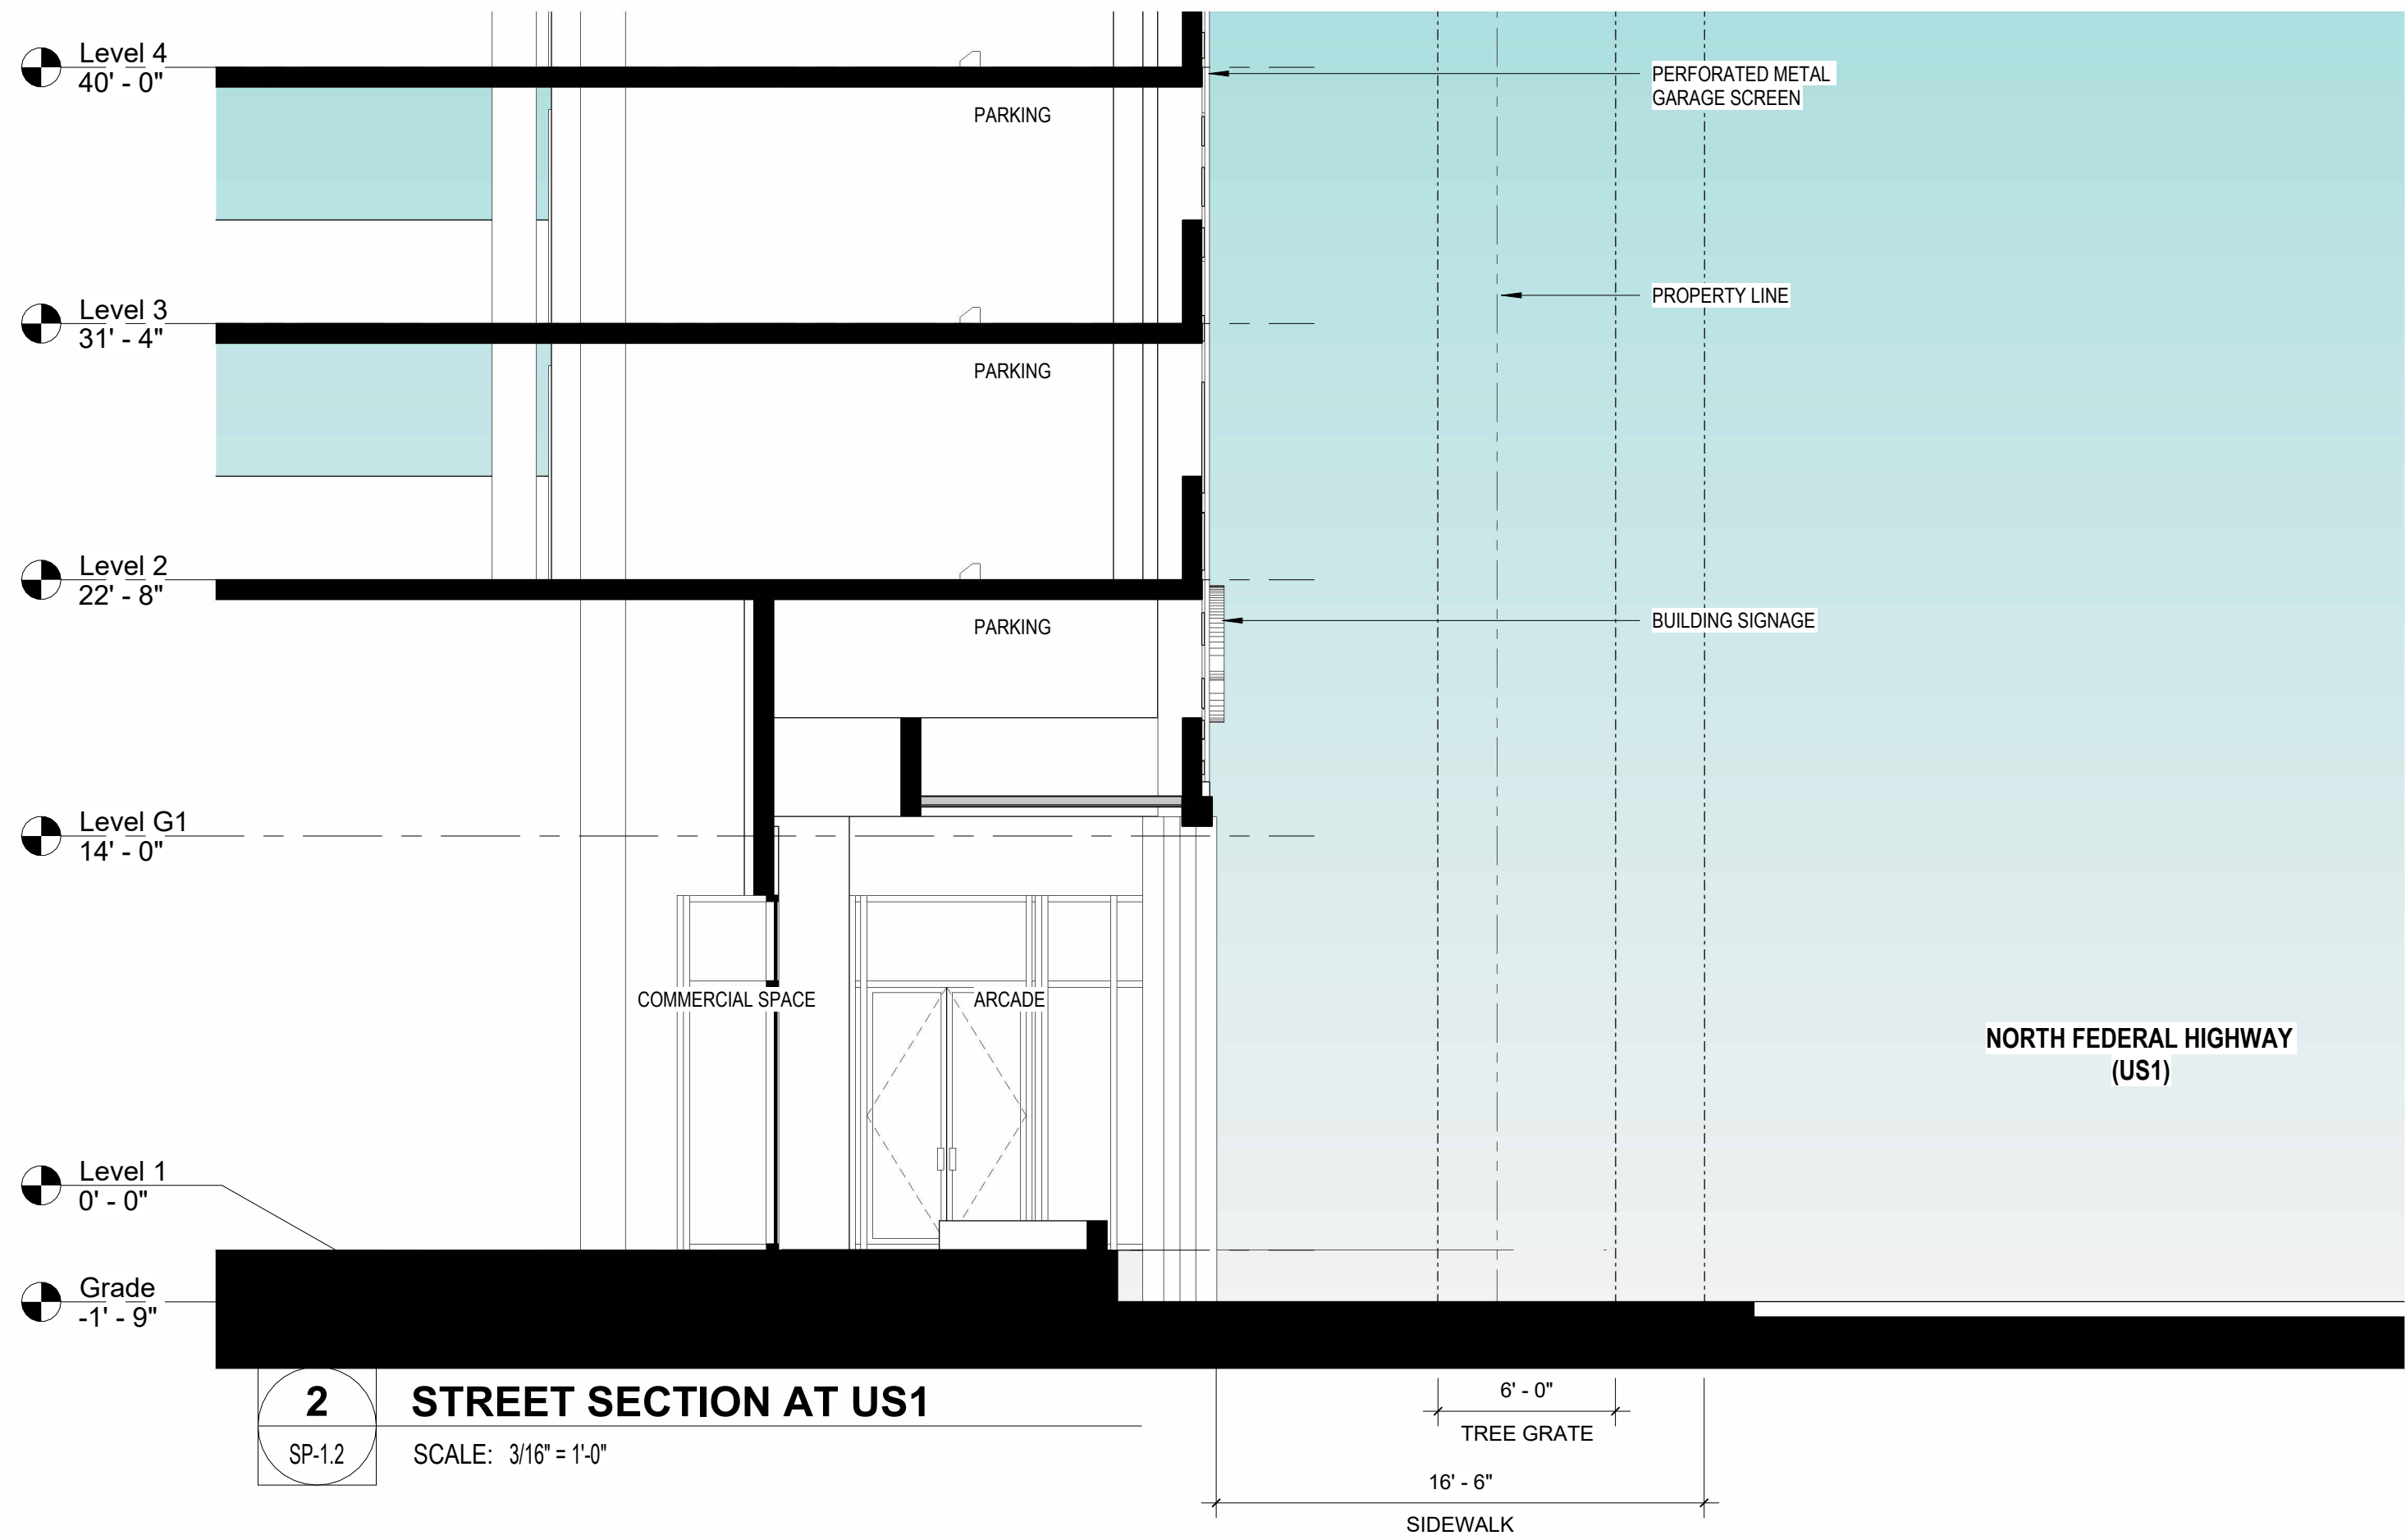 Level 4
40' - 0"
PERFORATED METAL
GARAGE SCREEN
PARKING
Level 3
31' - 4"
PROPERTY LINE
PARKING
Level 2
22' - 8"
BUILDING SIGNAGE
PARKING
Level G1
14' - 0"
COMMERCIAL SPACE
ARCADE
NORTH FEDERAL HIGHWAY
(US1)
Level 1
0' - 0"
Grade
-1' - 9"
2
SP-1.2
STREET SECTION AT US1
SCALE: 3/16" = 1'-0"
6' - 0"
TREE GRATE
16' - 6"
SIDEWALK